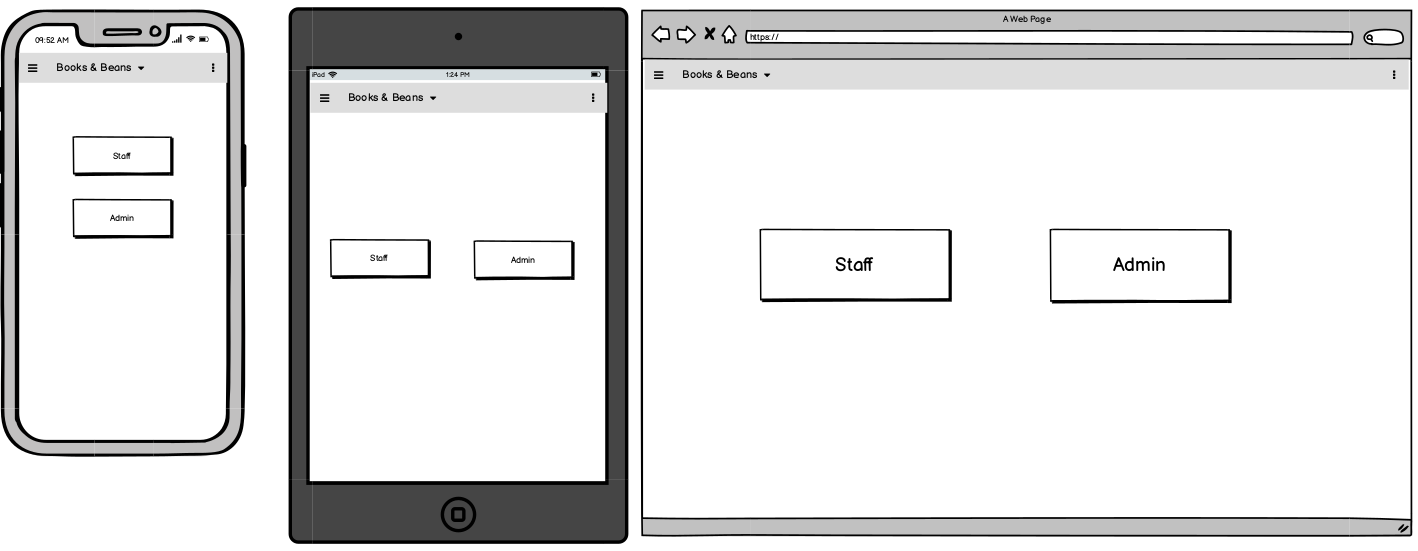 09:52 AM
Books & Beans
Staff
Admin
iPad
1:24 PM
Books & Beans
Staff
Admin
A Web Page
https://
Books & Beans
Staff
Admin